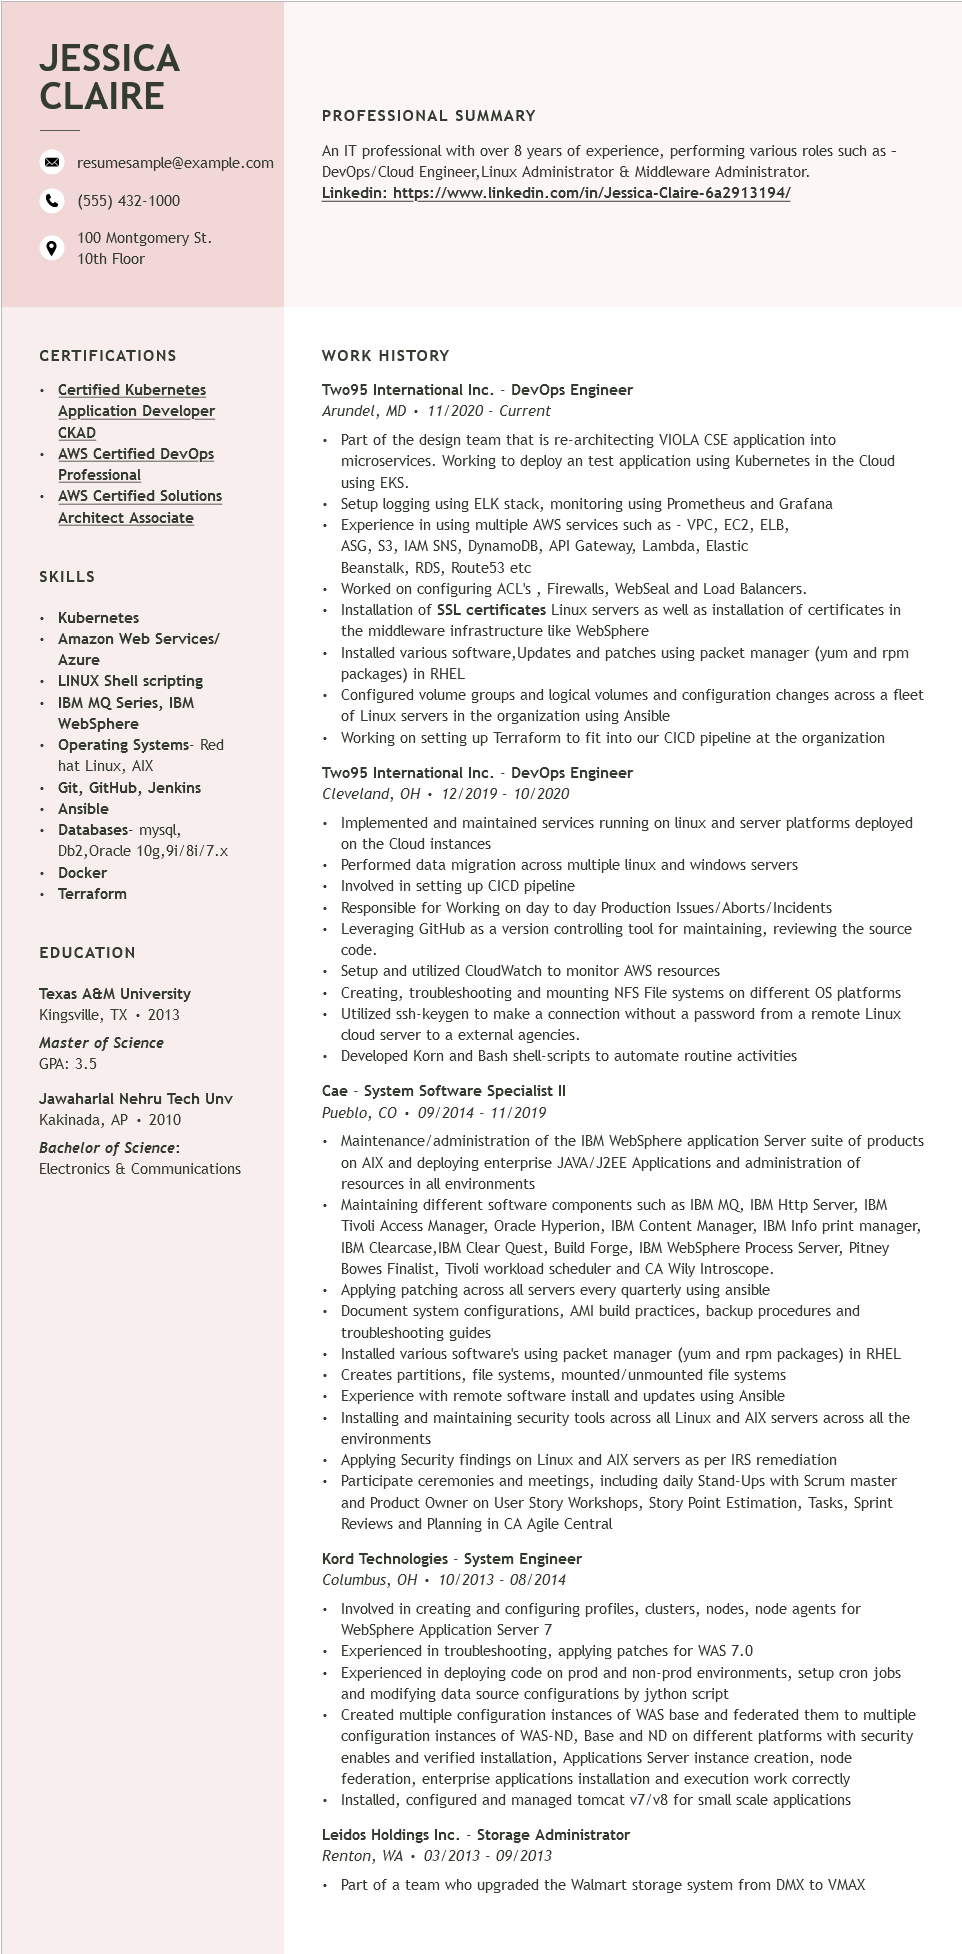 JESSICA
CLAIRE
resumesample@example.com
(555) 432-1000
100 Montgomery St.
10th Floor
PROFESSIONAL SUMMARY
An IT professional with over 8 years of experience, performing various roles such as –
DevOps/Cloud Engineer,Linux Administrator & Middleware Administrator.
Linkedin: https://www.linkedin.com/in/Jessica-Claire-6a2913194/
CERTIFICATIONS
• Certified Kubernetes
Application Developer
CKAD
• AWS Certified DevOps
Professional
• AWS Certified Solutions
Architect Associate
SKILLS
• Kubernetes
• Amazon Web Services/
Azure
• LINUX Shell scripting
• IBM MQ Series, IBM
WebSphere
• Operating Systems- Red
hat Linux, AIX
• Git, GitHub, Jenkins
• Ansible
• Databases- mysql,
Db2,Oracle 10g,9i/8i/7.x
• Docker
• Terraform
EDUCATION
Texas A&M University
Kingsville, TX • 2013
Master of Science
GPA: 3.5
Jawaharlal Nehru Tech Unv
Kakinada, AP • 2010
Bachelor of Science:
Electronics & Communications
WORK HISTORY
Two95 International Inc. - DevOps Engineer
Arundel, MD • 11/2020 - Current
• Part of the design team that is re-architecting VIOLA CSE application into
microservices. Working to deploy an test application using Kubernetes in the Cloud
using EKS.
• Setup logging using ELK stack, monitoring using Prometheus and Grafana
• Experience in using multiple AWS services such as - VPC, EC2, ELB,
ASG, S3, IAM SNS, DynamoDB, API Gateway, Lambda, Elastic
Beanstalk, RDS, Route53 etc
• Worked on configuring ACL's , Firewalls, WebSeal and Load Balancers.
• Installation of SSL certificates Linux servers as well as installation of certificates in
the middleware infrastructure like WebSphere
• Installed various software,Updates and patches using packet manager (yum and rpm
packages) in RHEL
• Configured volume groups and logical volumes and configuration changes across a fleet
of Linux servers in the organization using Ansible
• Working on setting up Terraform to fit into our CICD pipeline at the organization
Two95 International Inc. - DevOps Engineer
Cleveland, OH • 12/2019 - 10/2020
• Implemented and maintained services running on linux and server platforms deployed
on the Cloud instances
• Performed data migration across multiple linux and windows servers
• Involved in setting up CICD pipeline
• Responsible for Working on day to day Production Issues/Aborts/Incidents
• Leveraging GitHub as a version controlling tool for maintaining, reviewing the source
code.
• Setup and utilized CloudWatch to monitor AWS resources
• Creating, troubleshooting and mounting NFS File systems on different OS platforms
• Utilized ssh-keygen to make a connection without a password from a remote Linux
cloud server to a external agencies.
• Developed Korn and Bash shell-scripts to automate routine activities
Cae - System Software Specialist II
Pueblo, CO • 09/2014 - 11/2019
• Maintenance/administration of the IBM WebSphere application Server suite of products
on AIX and deploying enterprise JAVA/J2EE Applications and administration of
resources in all environments
• Maintaining different software components such as IBM MQ, IBM Http Server, IBM
Tivoli Access Manager, Oracle Hyperion, IBM Content Manager, IBM Info print manager,
IBM Clearcase,IBM Clear Quest, Build Forge, IBM WebSphere Process Server, Pitney
Bowes Finalist, Tivoli workload scheduler and CA Wily Introscope.
• Applying patching across all servers every quarterly using ansible
• Document system configurations, AMI build practices, backup procedures and
troubleshooting guides
• Installed various software's using packet manager (yum and rpm packages) in RHEL
• Creates partitions, file systems, mounted/unmounted file systems
• Experience with remote software install and updates using Ansible
• Installing and maintaining security tools across all Linux and AIX servers across all the
environments
• Applying Security findings on Linux and AIX servers as per IRS remediation
• Participate ceremonies and meetings, including daily Stand-Ups with Scrum master
and Product Owner on User Story Workshops, Story Point Estimation, Tasks, Sprint
Reviews and Planning in CA Agile Central
Kord Technologies - System Engineer
Columbus, OH • 10/2013 - 08/2014
• Involved in creating and configuring profiles, clusters, nodes, node agents for
WebSphere Application Server 7
• Experienced in troubleshooting, applying patches for WAS 7.0
• Experienced in deploying code on prod and non-prod environments, setup cron jobs
and modifying data source configurations by jython script
• Created multiple configuration instances of WAS base and federated them to multiple
configuration instances of WAS-ND, Base and ND on different platforms with security
enables and verified installation, Applications Server instance creation, node
federation, enterprise applications installation and execution work correctly
• Installed, configured and managed tomcat v7/v8 for small scale applications
Leidos Holdings Inc. - Storage Administrator
Renton, WA • 03/2013 - 09/2013
• Part of a team who upgraded the Walmart storage system from DMX to VMAX